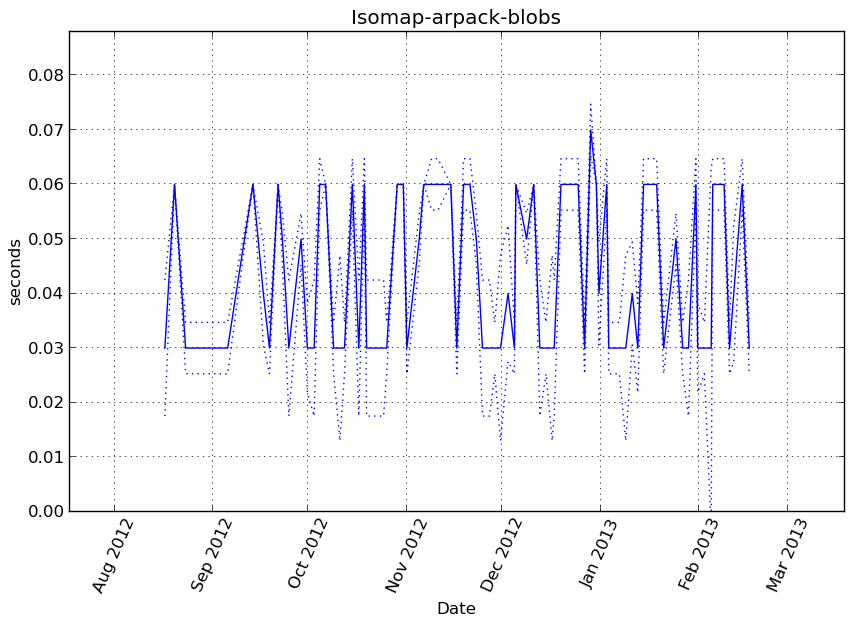 Isomap-arpack-blobs
0.08
0.07
0.06
0.05
0.04
0.03
0.02
0.01
0.00
seconds
Aug 2012
Sep 2012
Oct 2012
Nov 2012
Dec 2012
Jan 2013
Feb 2013
Mar 2013
Date